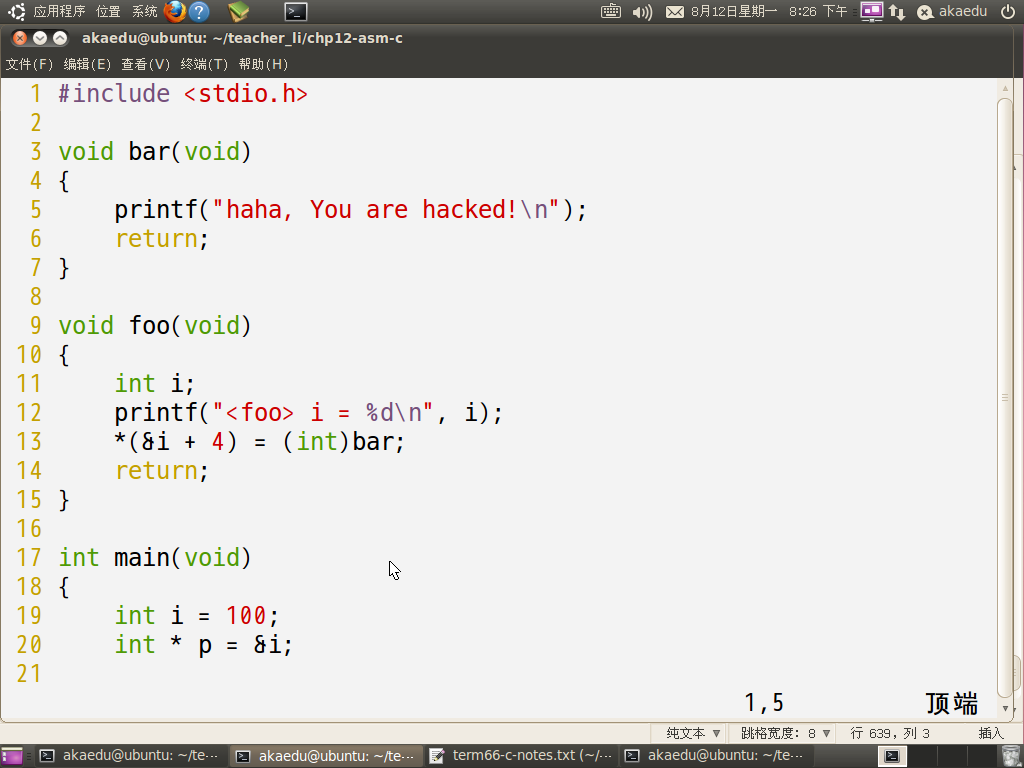 应用程序 位置 系统 8月12日星期一 8:26 下午 akaedu
akaedu@ubuntu: ~/teacher_li/chp12-asm-c
文件(F) 编辑(E) 查看(V) 终端(T) 帮助(H)
1 #include <stdio.h>
2
3 void bar(void)
4 {
5     printf("haha, You are hacked!\n");
6     return;
7 }
8
9 void foo(void)
10 {
11     int i;
12     printf("<foo> i = %d\n", i);
13     *(&i + 4) = (int)bar;
14     return;
15 }
16
17 int main(void)
18 {
19     int i = 100;
20     int * p = &i;
21
1,5 顶端
纯文本 跳格宽度: 8 行 639, 列 3 插入
akaedu@ubuntu: ~/te··· akaedu@ubuntu: ~/te··· term66-c-notes.txt (~/··· akaedu@ubuntu: ~/te···